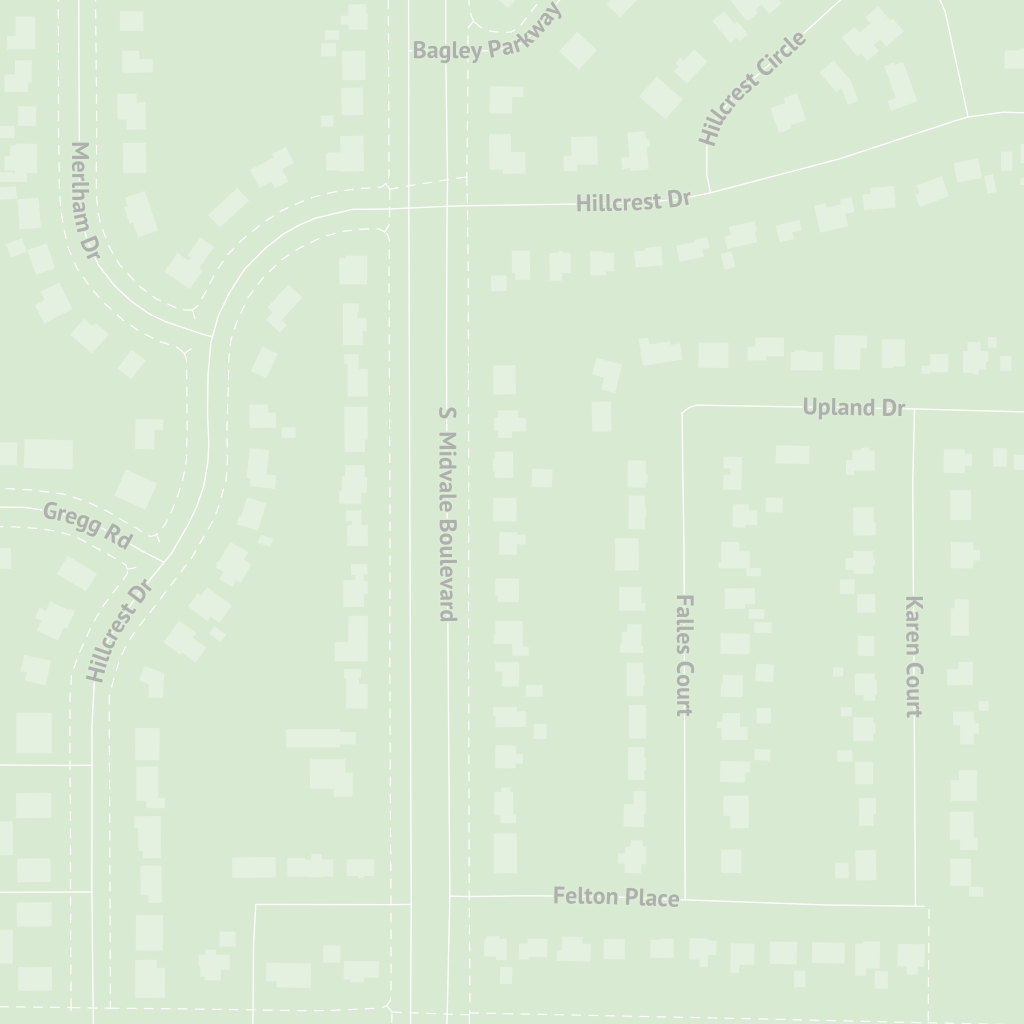 Bagley Parkway
Hillcrest Circle
Merlham Dr
Hillcrest Dr
Upland Dr
S Midvale Boulevard
Gregg Rd
Hillcrest Dr
Falles Court
Karen Court
Felton Place